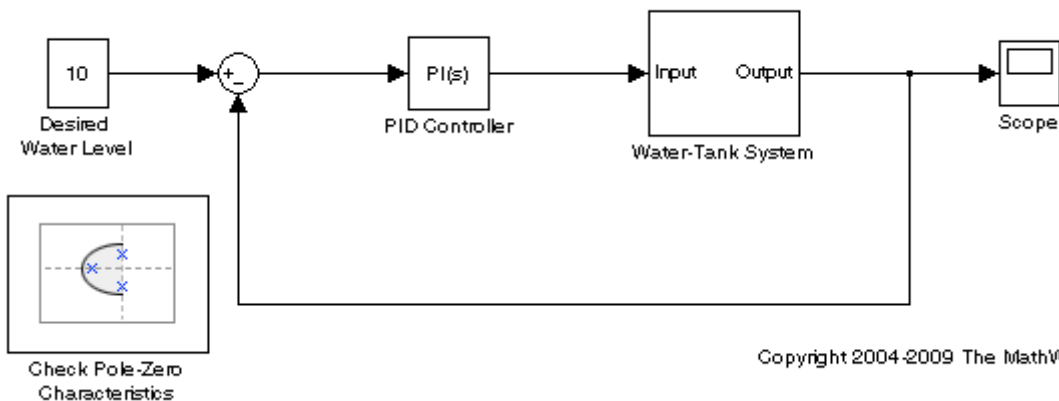 10
Desired
Water Level
+
−
PI(s)
PID Controller
Input
Output
Water-Tank System
Scope
Check Pole-Zero
Characteristics
Copyright 2004-2009 The MathW